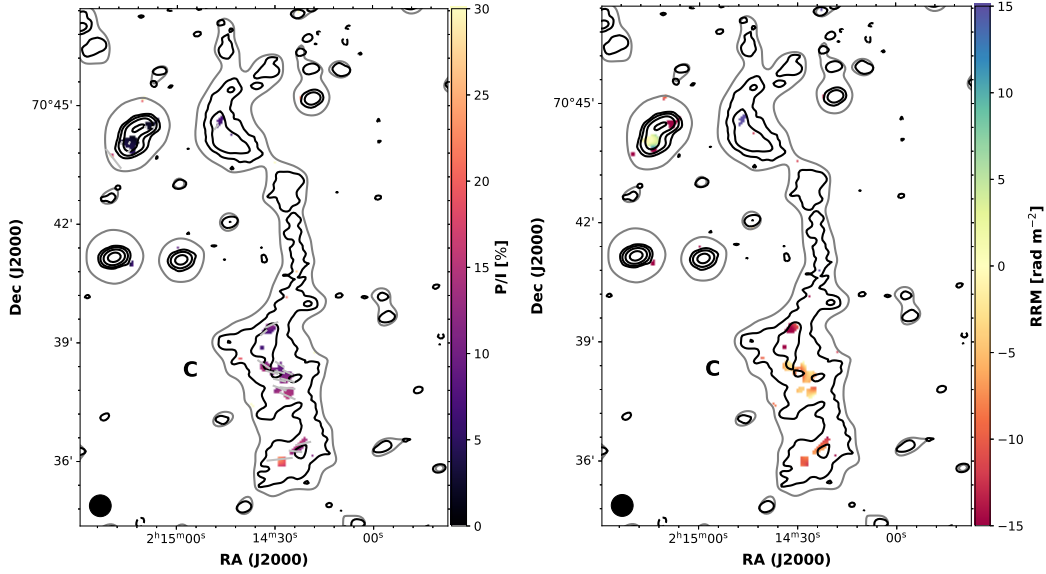 30
25
20
15
10
5
0
P/I [%]
70°45'
42'
39'
36'
Dec (J2000)
C
2ʰ15ᵐ00ˢ
14ᵐ30ˢ
00ˢ
RA (J2000)
15
10
5
0
−5
−10
−15
RRM [rad m⁻²]
70°45'
42'
39'
36'
Dec (J2000)
C
2ʰ15ᵐ00ˢ
14ᵐ30ˢ
00ˢ
RA (J2000)